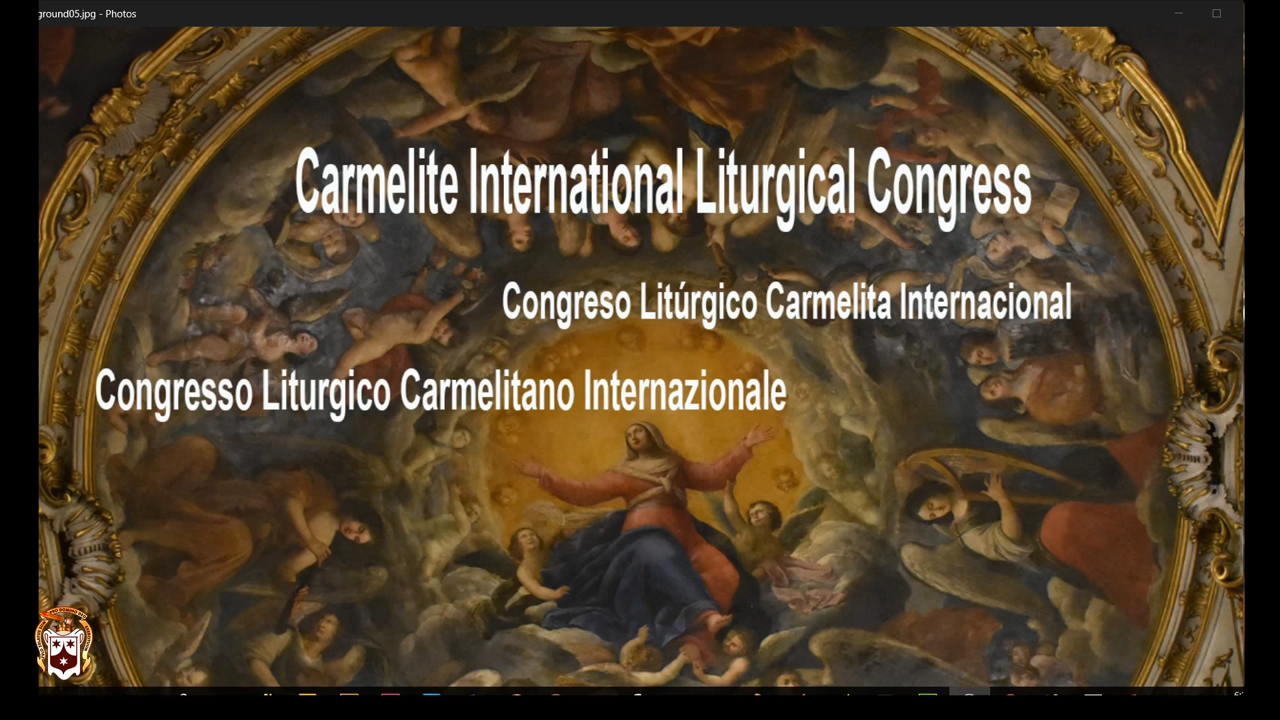 ground05.jpg - Photos
Carmelite International Liturgical Congress
Congreso Litúrgico Carmelita Internacional
Congresso Liturgico Carmelitano Internazionale